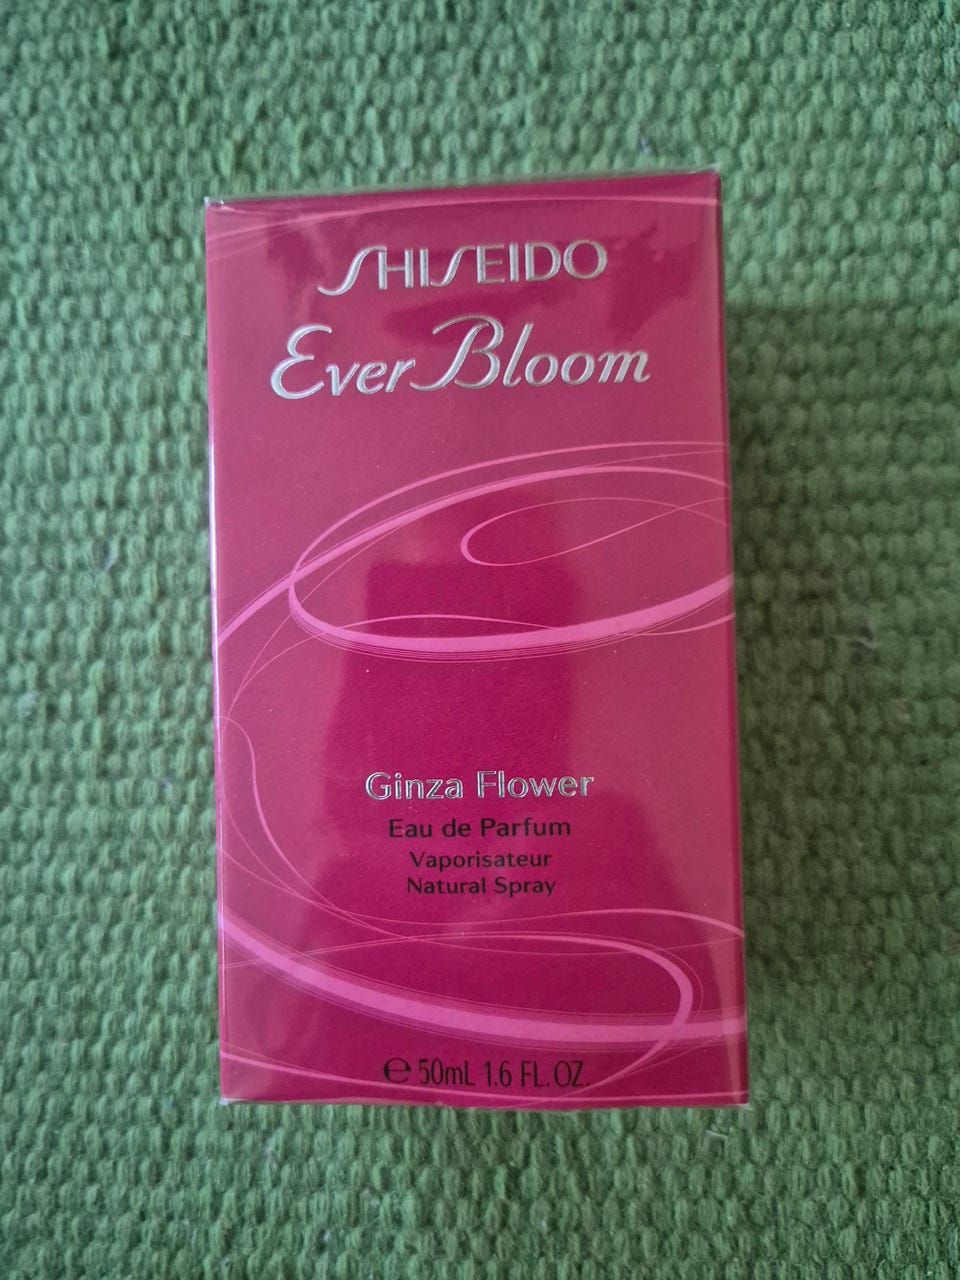 SHISEIDO
Ever Bloom
Ginza Flower
Eau de Parfum
Vaporisateur
Natural Spray
℮ 50mL 1.6 FL. OZ.